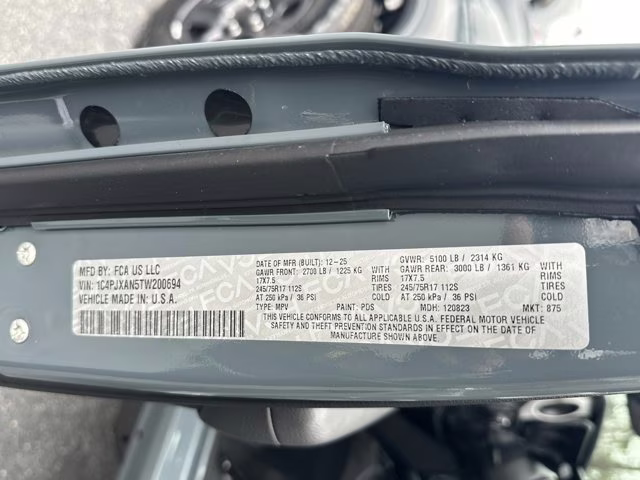 MFD BY: FCA US LLC
VIN: 1C4PJXAN5TW200694
VEHICLE MADE IN: U.S.A.
DATE OF MFR (BUILT): 12-25
GAWR FRONT: 2700 LB / 1225 KG
17X7.5 RIMS
245/75R17 112S TIRES
AT 250 kPa / 36 PSI
TYPE: MPV PAINT: PDS
GVWR: 5100 LB / 2314 KG
GAWR REAR: 3000 LB / 1361 KG
17X7.5 RIMS
245/75R17 112S TIRES
AT 250 kPa / 36 PSI
MDH: 120823 MKT: 875
THIS VEHICLE CONFORMS TO ALL APPLICABLE U.S.A. FEDERAL MOTOR VEHICLE
SAFETY AND THEFT PREVENTION STANDARDS IN EFFECT ON THE DATE OF
MANUFACTURE SHOWN ABOVE.